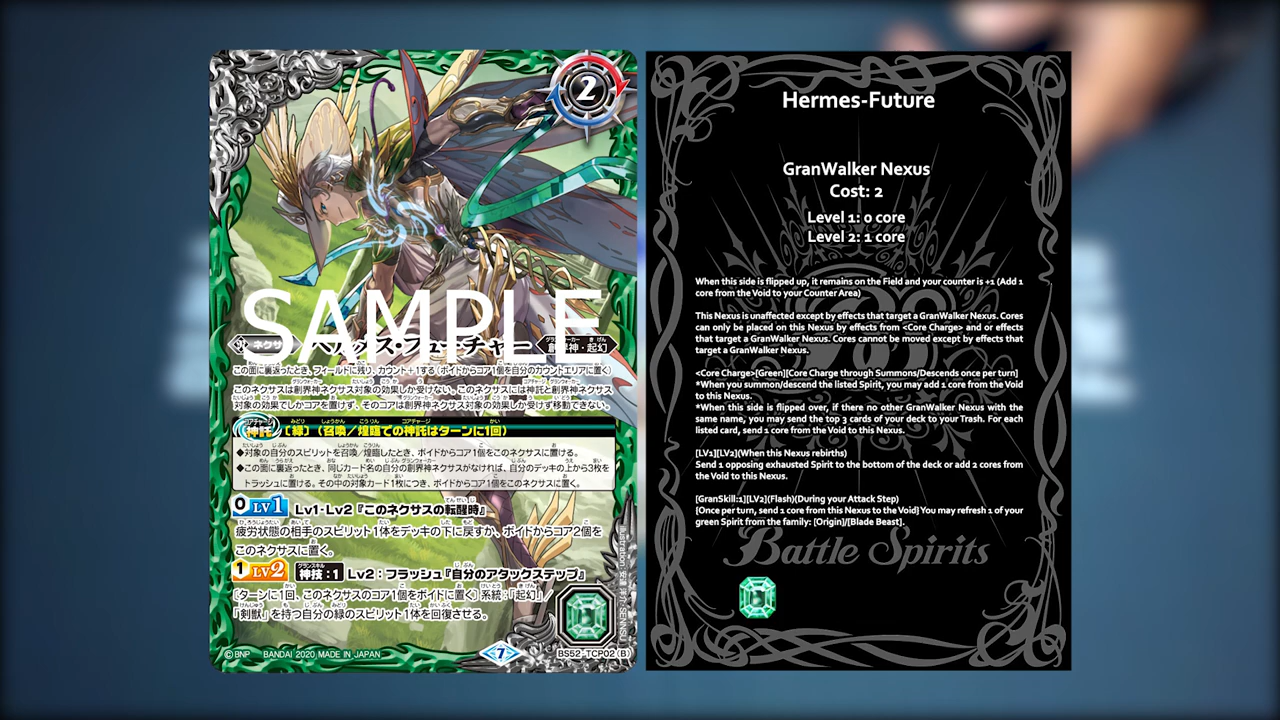 2
SAMPLE
ネクサス
ヘルメス・フューチャー
創界神・起幻
この面に裏返ったとき、フィールドに残り、カウント+1する(ボイドからコア1個を自分のカウントエリアに置く)
このネクサスは創界神ネクサス対象の効果しか受けない。このネクサスには神託と創界神ネクサス
対象の効果でしかコアを置けず、そのコアは創界神ネクサス対象の効果しか受けず移動できない。
神託 〔緑〕 (召喚/煌臨での神託はターンに1回)
◆対象の自分のスピリットを召喚/煌臨したとき、ボイドからコア1個をこのネクサスに置ける。
◆この面に裏返ったとき、同じカード名の自分の創界神ネクサスがなければ、自分のデッキの上から3枚を
トラッシュに置ける。その中の対象カード1枚につき、ボイドからコア1個をこのネクサスに置く。
0 LV1 Lv1・Lv2『このネクサスの転醒時』
疲労状態の相手のスピリット1体をデッキの下に戻すか、ボイドからコア2個を
このネクサスに置く。
1 LV2 神技:1 Lv2:フラッシュ『自分のアタックステップ』
〔ターンに1回、このネクサスのコア1個をボイドに置く〕系統:「起幻」/
「剣獣」を持つ自分の緑のスピリット1体を回復させる。
©BNP BANDAI 2020 MADE IN JAPAN
7
BS52-TCP02(B)
Hermes-Future
GranWalker Nexus
Cost: 2
Level 1: 0 core
Level 2: 1 core
When this side is flipped up, it remains on the Field and your counter is +1 (Add 1
core from the Void to your Counter Area)
This Nexus is unaffected except by effects that target a GranWalker Nexus. Cores
can only be placed on this Nexus by effects from <Core Charge> and or effects
that target a GranWalker Nexus. Cores cannot be moved except by effects that
target a GranWalker Nexus.
<Core Charge>[Green][Core Charge through Summons/Descends once per turn]
*When you summon/descend the listed Spirit, you may add 1 core from the Void
to this Nexus.
*When this side is flipped over, if there no other GranWalker Nexus with the
same name, you may send the top 3 cards of your deck to your Trash. For each
listed card, send 1 core from the Void to this Nexus.
[LV1][LV2](When this Nexus rebirths)
Send 1 opposing exhausted Spirit to the bottom of the deck or add 2 cores from
the Void to this Nexus.
[GranSkill:1][LV2](Flash)(During your Attack Step)
{Once per turn, send 1 core from this Nexus to the Void} You may refresh 1 of your
green Spirit from the family: [Origin]/[Blade Beast].
Battle Spirits